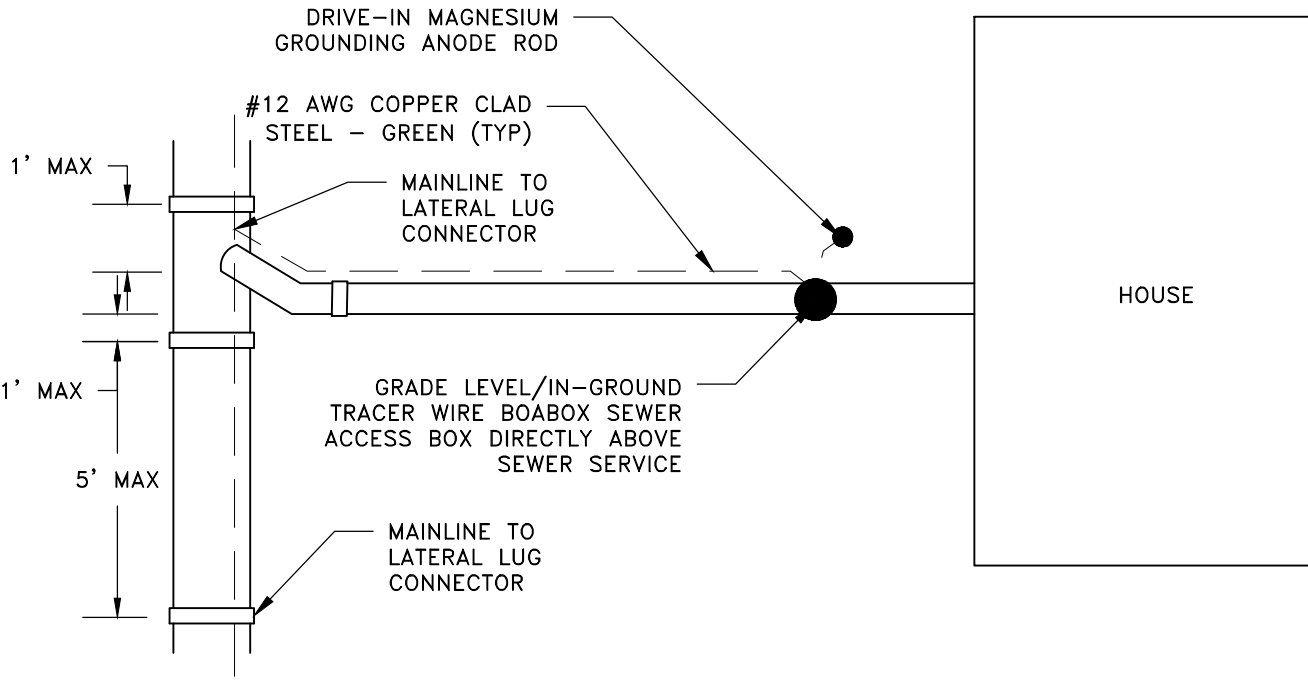 DRIVE-IN MAGNESIUM
GROUNDING ANODE ROD
#12 AWG COPPER CLAD
STEEL - GREEN (TYP)
1' MAX
MAINLINE TO
LATERAL LUG
CONNECTOR
HOUSE
1' MAX
GRADE LEVEL/IN-GROUND
TRACER WIRE BOABOX SEWER
ACCESS BOX DIRECTLY ABOVE
SEWER SERVICE
5' MAX
MAINLINE TO
LATERAL LUG
CONNECTOR